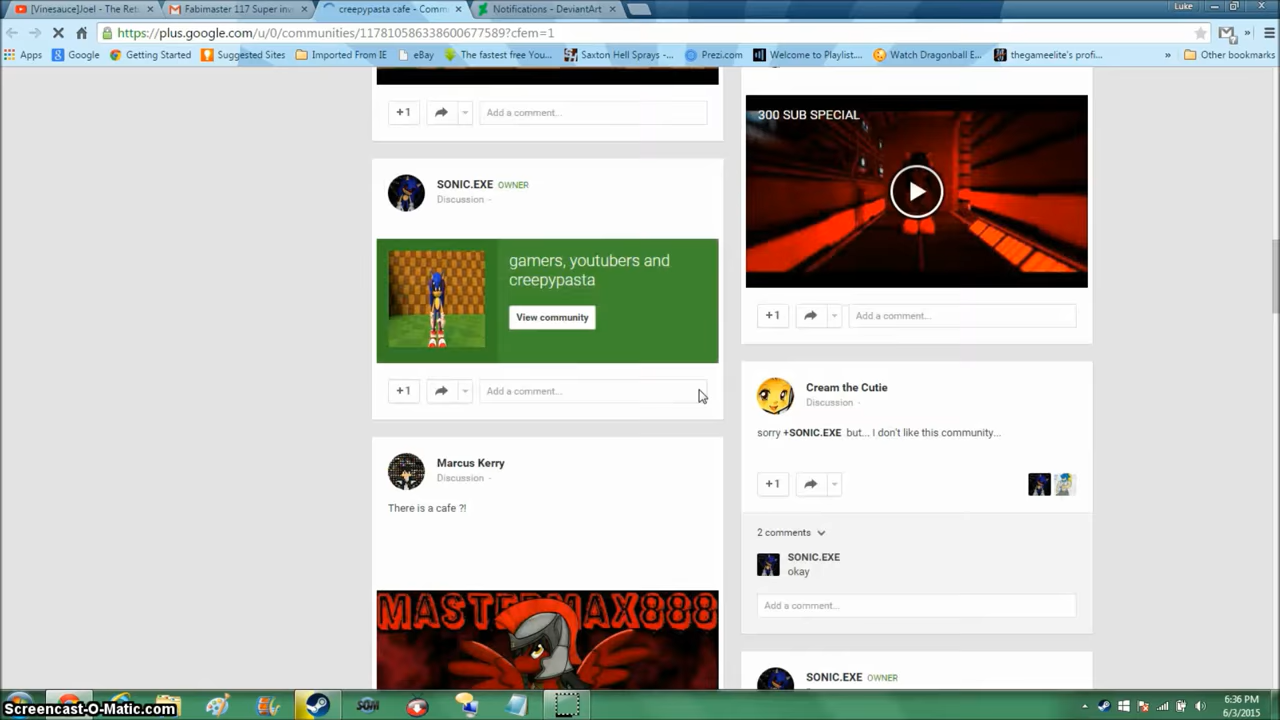 [Vinesauce]Joel - The Ret
Fabimaster 117 Super inv
creepypasta cafe - Comm
Notifications - DeviantArt
Luke
https://plus.google.com/u/0/communities/117810586338600677589?cfem=1
Apps
Google
Getting Started
Suggested Sites
Imported From IE
eBay
The fastest free You...
Saxton Hell Sprays -...
Prezi.com
Welcome to Playlist...
Watch Dragonball E...
thegameelite's profi...
»
Other bookmarks
+1
Add a comment...
SONIC.EXE OWNER
Discussion -
gamers, youtubers and
creepypasta
View community
+1
Add a comment...
Marcus Kerry
Discussion -
There is a cafe ?!
MASTERMAX888
300 SUB SPECIAL
+1
Add a comment...
Cream the Cutie
Discussion -
sorry +SONIC.EXE but... I don't like this community...
+1
2 comments
SONIC.EXE
okay
Add a comment...
SONIC.EXE OWNER
SOM
Screencast-O-Matic.com
6:36 PM
6/3/2015